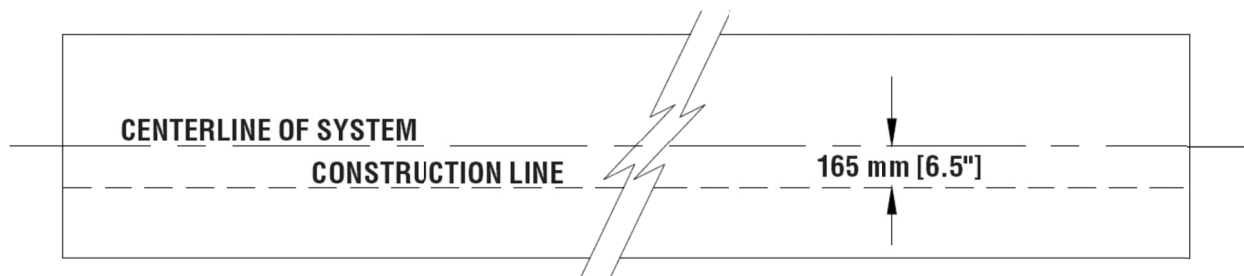 CENTERLINE OF SYSTEM
CONSTRUCTION LINE
165 mm [6.5"]